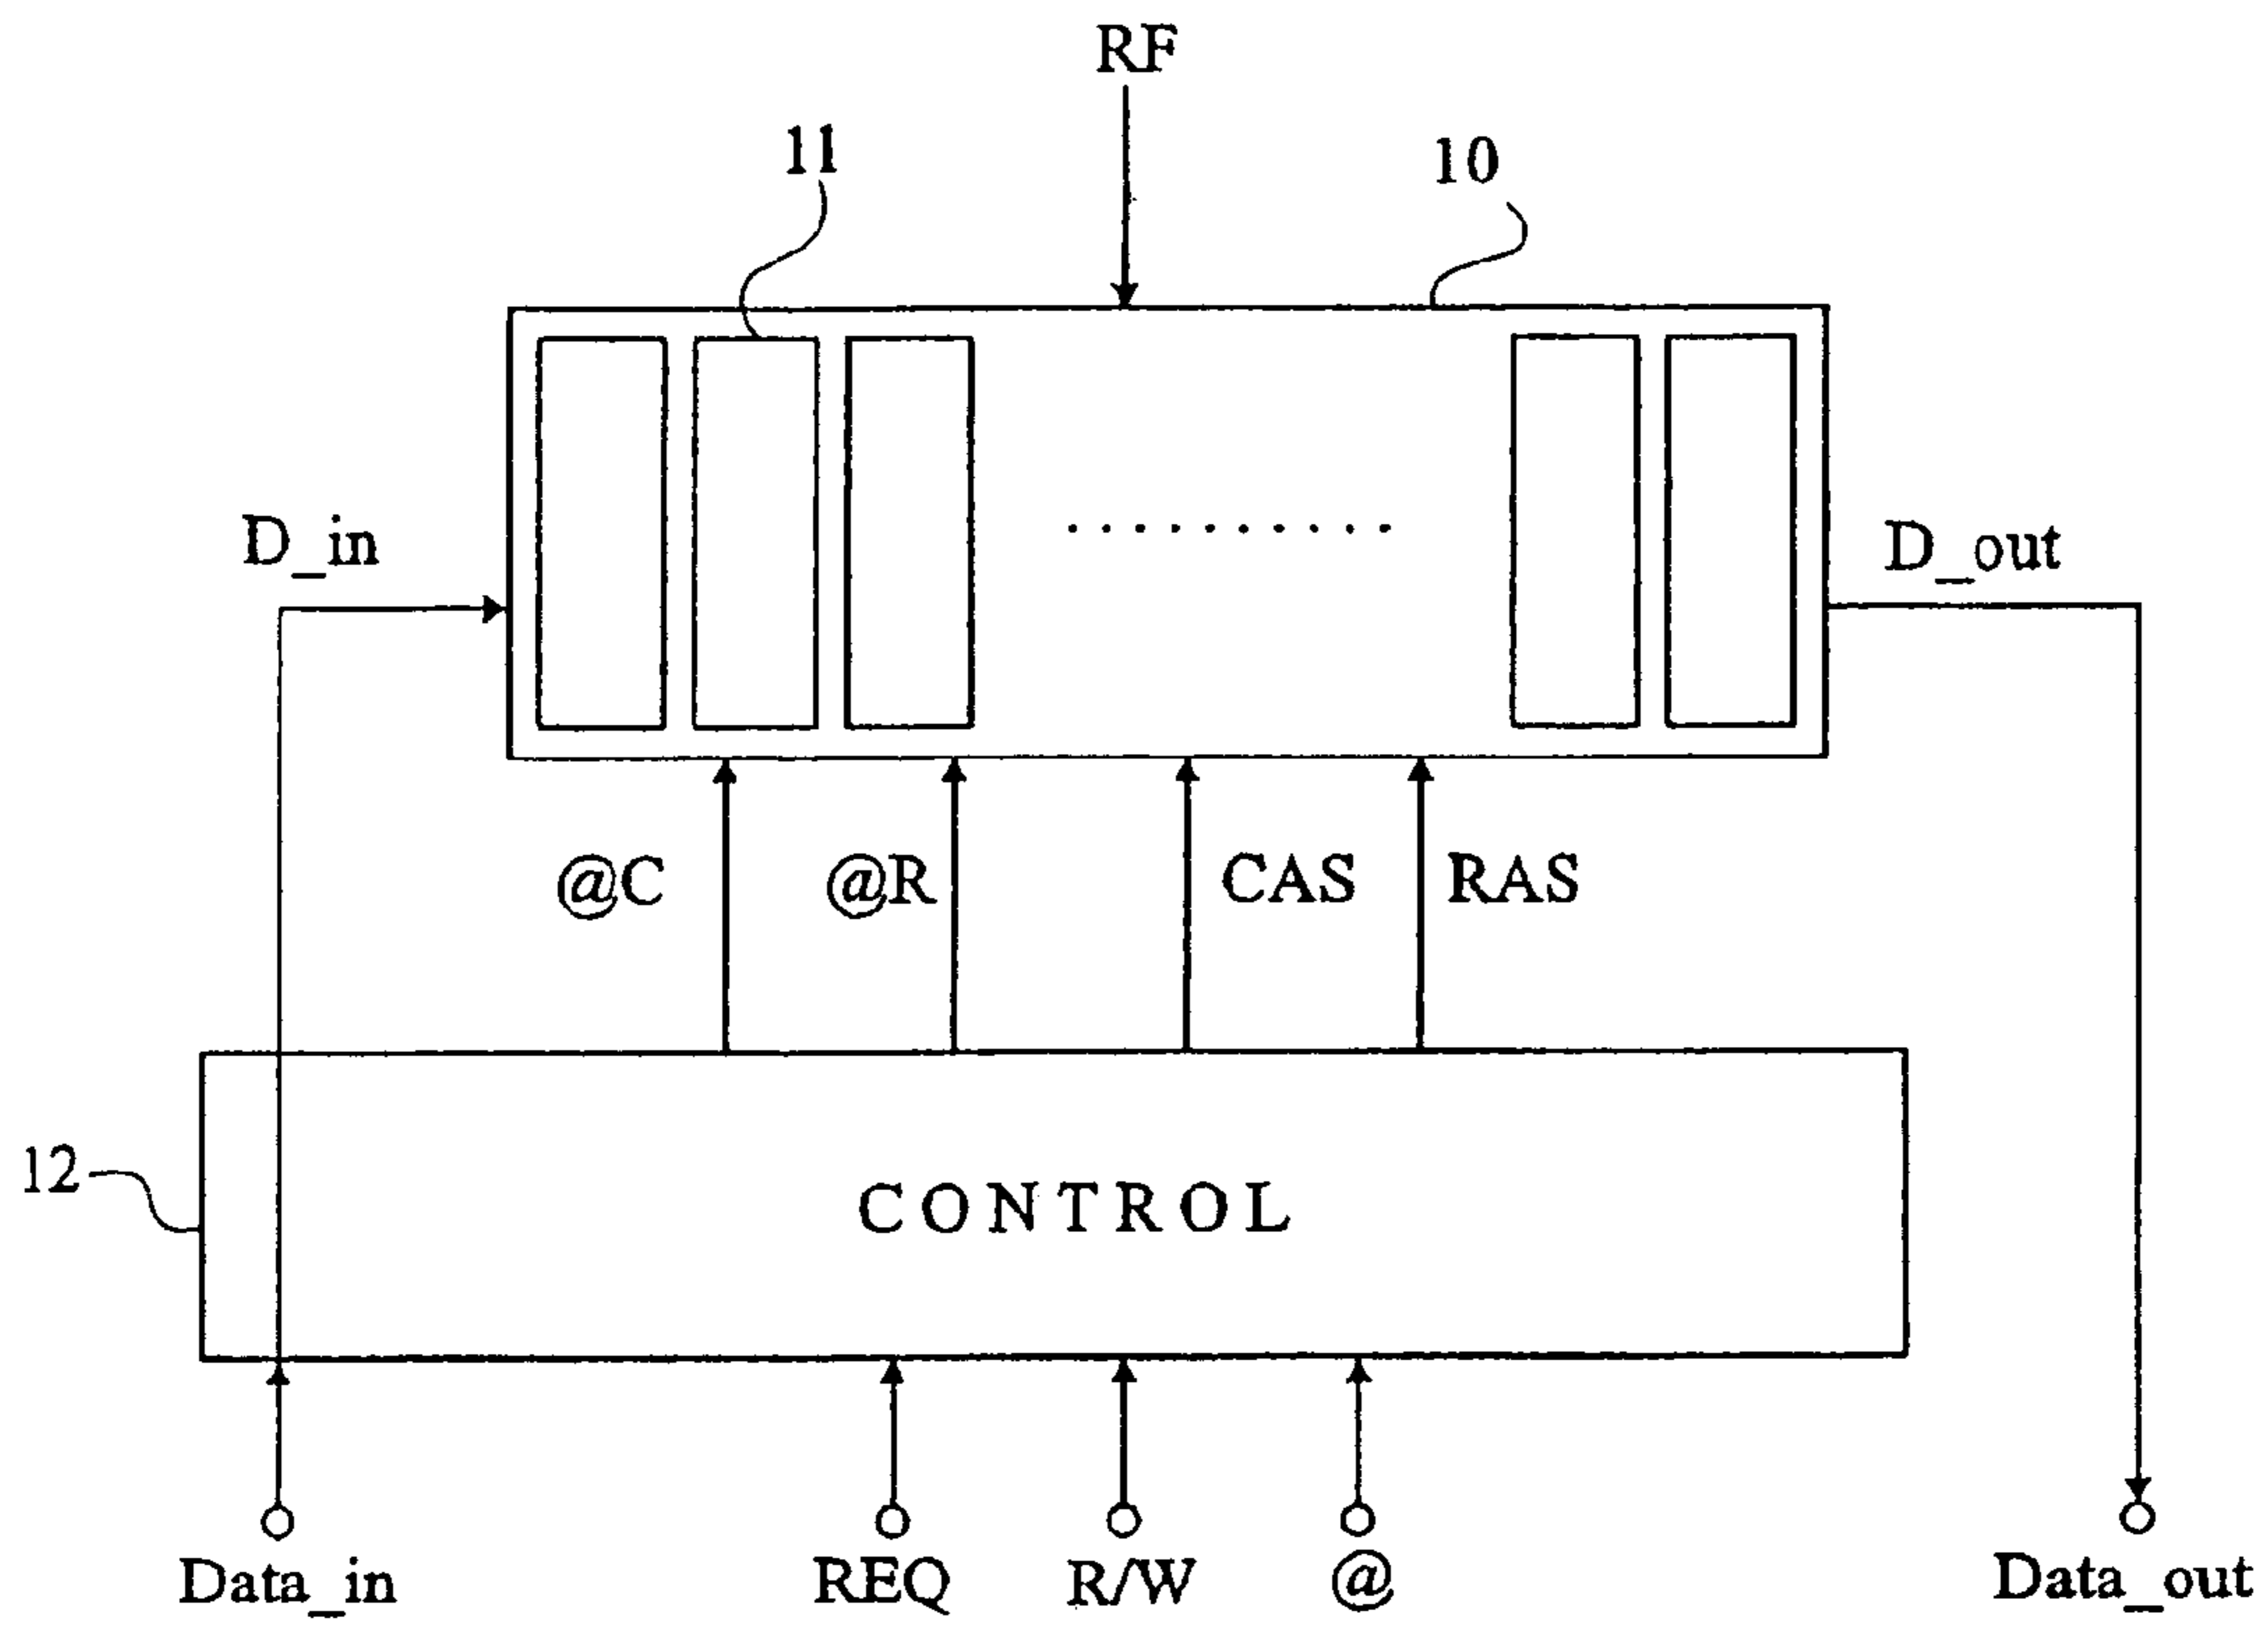 RF
11
10
D_in
D_out
@C
@R
CAS
RAS
12
CONTROL
Data_in
REQ
R/W
@
Data_out